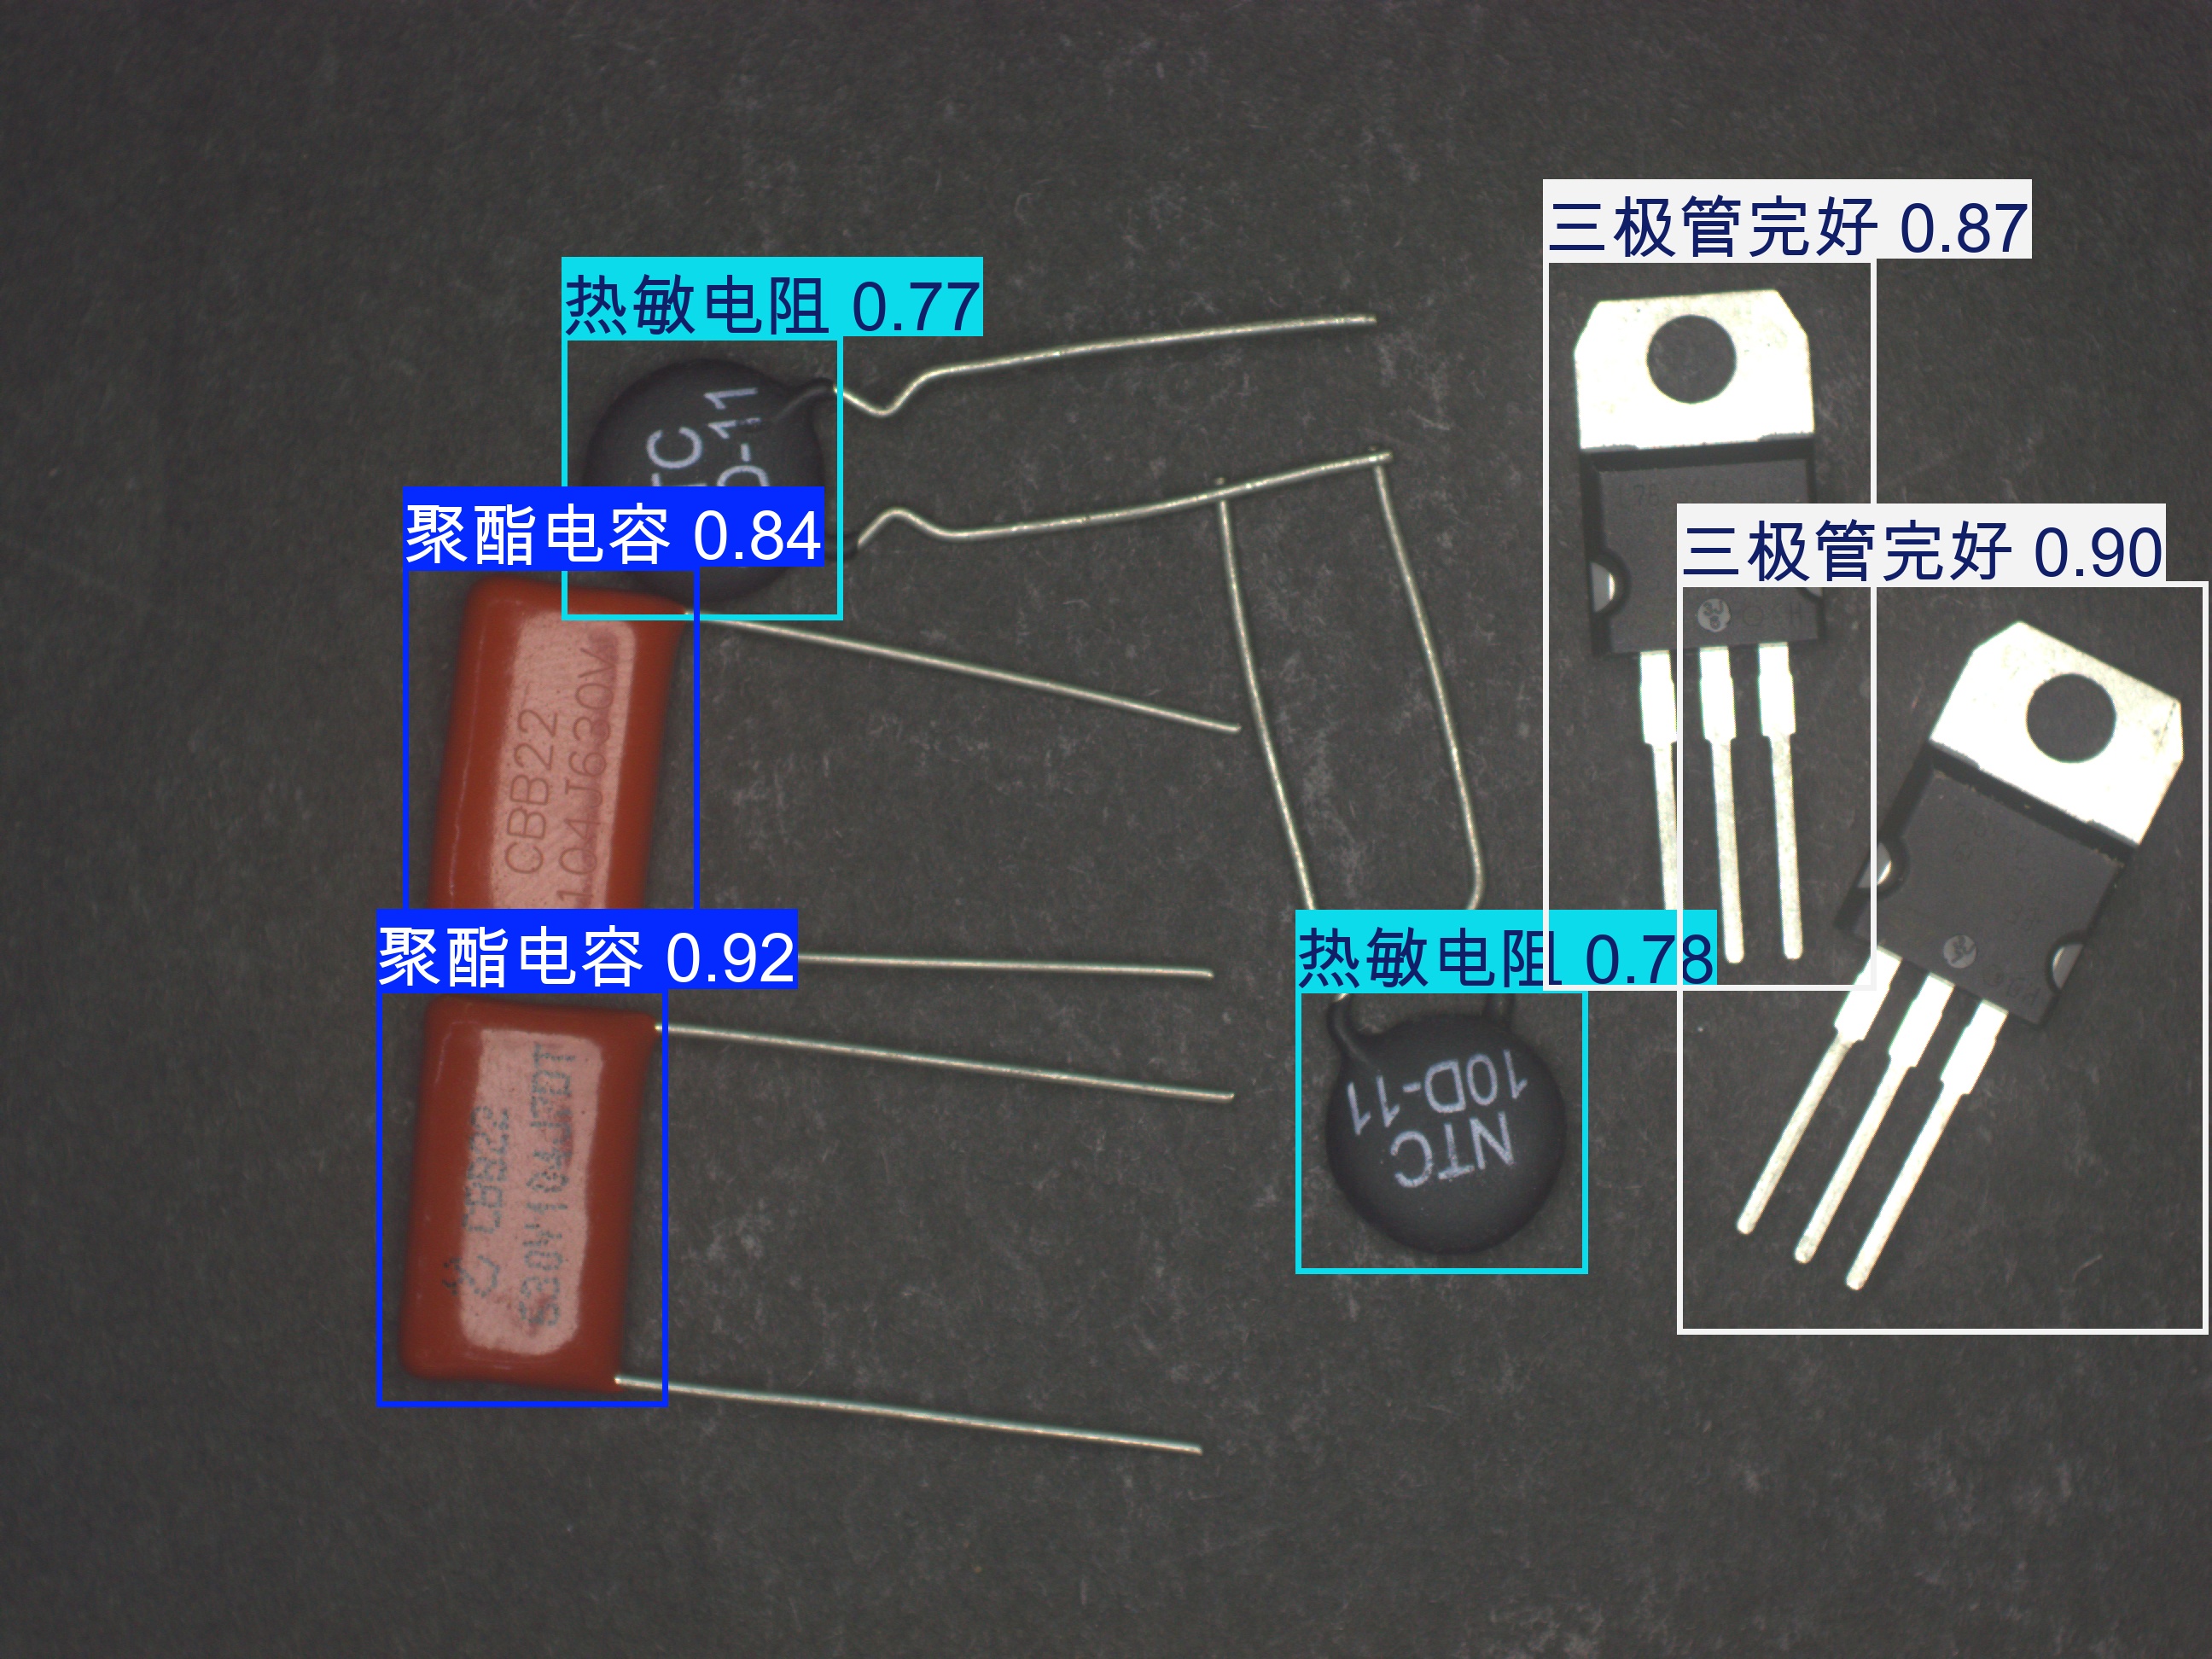 三极管完好 0.87
热敏电阻 0.77
TC
D-11
聚酯电容 0.84
三极管完好 0.90
CBB22
104J630V
聚酯电容 0.92
热敏电阻 0.78
NTC
10D-11
CBB22